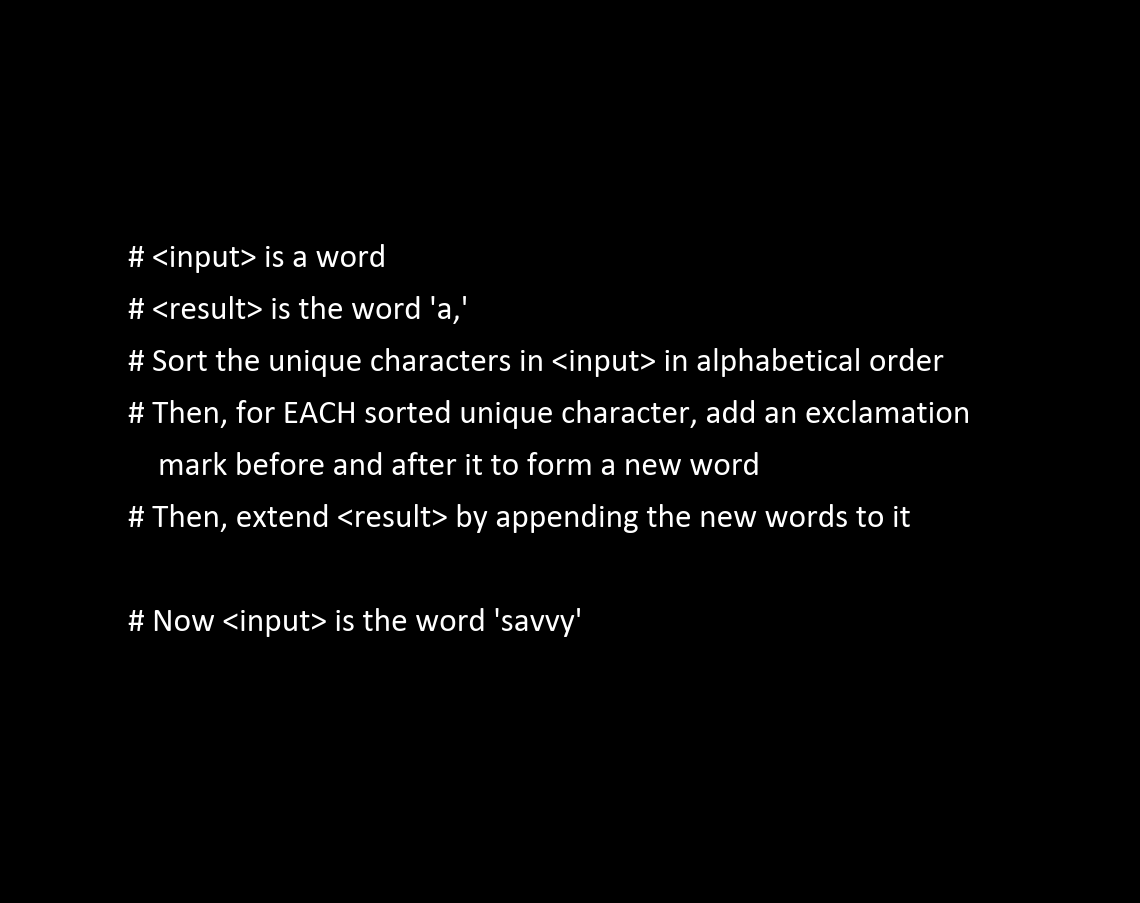 # <input> is a word
# <result> is the word 'a,'
# Sort the unique characters in <input> in alphabetical order
# Then, for EACH sorted unique character, add an exclamation
mark before and after it to form a new word
# Then, extend <result> by appending the new words to it
# Now <input> is the word 'savvy'